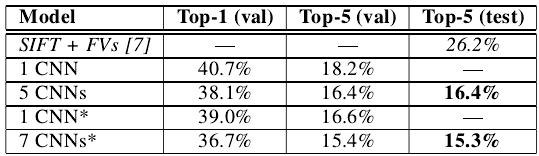 Model Top-1 (val) Top-5 (val) Top-5 (test)
SIFT + FVs [7] — — 26.2%
1 CNN 40.7% 18.2% —
5 CNNs 38.1% 16.4% 16.4%
1 CNN* 39.0% 16.6% —
7 CNNs* 36.7% 15.4% 15.3%